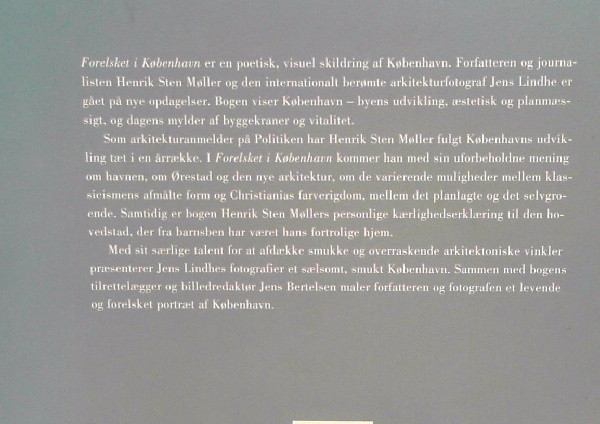 Forelsket i København er en poetisk, visuel skildring af København. Forfatteren og journa-
listen Henrik Sten Møller og den internationalt berømte arkitekturfotograf Jens Lindhe er
gået på nye opdagelser. Bogen viser København – byens udvikling, æstetisk og planmæs-
sigt, og dagens mylder af byggekraner og vitalitet.
Som arkitekturanmelder på Politiken har Henrik Sten Møller fulgt Københavns udvik-
ling tæt i en årrække. I Forelsket i København kommer han med sin uforbeholdne mening
om havnen, om Ørestad og den nye arkitektur, om de varierende muligheder mellem klas-
sicismens afmålte form og Christianias farverigdom, mellem det planlagte og det selvgro-
ende. Samtidig er bogen Henrik Sten Møllers personlige kærlighedserklæring til den ho-
vedstad, der fra barnsben har været hans fortrolige hjem.
Med sit særlige talent for at afdække smukke og overraskende arkitektoniske vinkler
præsenterer Jens Lindhes fotografier et sælsomt, smukt København. Sammen med bogens
tilrettelægger og billedredaktør Jens Bertelsen maler forfatteren og fotografen et levende
og forelsket portræt af København.